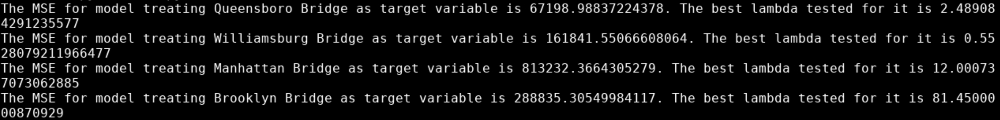 The MSE for model treating Queensboro Bridge as target variable is 67198.98837224378. The best lambda tested for it is 2.48908
4291235577
The MSE for model treating Williamsburg Bridge as target variable is 161841.55066608064. The best lambda tested for it is 0.55
28079211966477
The MSE for model treating Manhattan Bridge as target variable is 813232.3664305279. The best lambda tested for it is 12.00073
7073062885
The MSE for model treating Brooklyn Bridge as target variable is 288835.30549984117. The best lambda tested for it is 81.45000
00870929